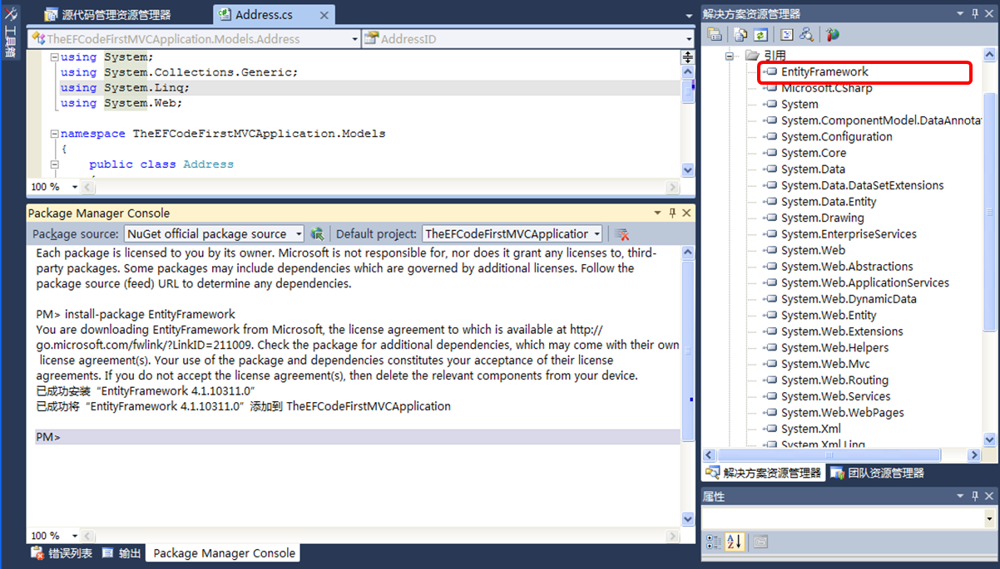 工具箱
源代码管理资源管理器
Address.cs
TheEFCodeFirstMVCApplication.Models.Address
AddressID
using System;
using System.Collections.Generic;
using System.Linq;
using System.Web;
namespace TheEFCodeFirstMVCApplication.Models
{
public class Address
100 %
Package Manager Console
Package source:
NuGet official package source
Default project:
TheEFCodeFirstMVCApplication
Each package is licensed to you by its owner. Microsoft is not responsible for, nor does it grant any licenses to, third-
party packages. Some packages may include dependencies which are governed by additional licenses. Follow the
package source (feed) URL to determine any dependencies.
PM> install-package EntityFramework
You are downloading EntityFramework from Microsoft, the license agreement to which is available at http://
go.microsoft.com/fwlink/?LinkID=211009. Check the package for additional dependencies, which may come with their own
license agreement(s). Your use of the package and dependencies constitutes your acceptance of their license
agreements. If you do not accept the license agreement(s), then delete the relevant components from your device.
已成功安装“EntityFramework 4.1.10311.0”
已成功将“EntityFramework 4.1.10311.0”添加到 TheEFCodeFirstMVCApplication
PM>
100 %
错误列表
输出
Package Manager Console
解决方案资源管理器
引用
EntityFramework
Microsoft.CSharp
System
System.ComponentModel.DataAnnota
System.Configuration
System.Core
System.Data
System.Data.DataSetExtensions
System.Data.Entity
System.Drawing
System.EnterpriseServices
System.Web
System.Web.Abstractions
System.Web.ApplicationServices
System.Web.DynamicData
System.Web.Entity
System.Web.Extensions
System.Web.Helpers
System.Web.Mvc
System.Web.Routing
System.Web.Services
System.Web.WebPages
System.Xml
System.Xml.Linq
解决方案资源管理器
团队资源管理器
属性